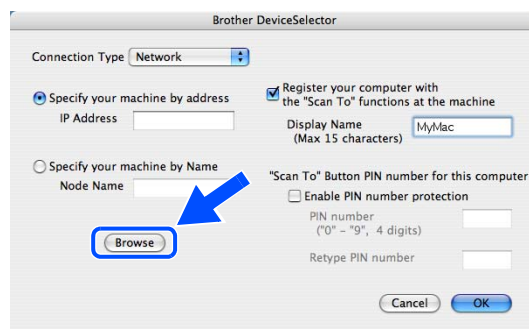 Brother DeviceSelector
Connection Type Network
Specify your machine by address
IP Address
Specify your machine by Name
Node Name
Browse
Register your computer with
the "Scan To" functions at the machine
Display Name MyMac
(Max 15 characters)
"Scan To" Button PIN number for this computer
Enable PIN number protection
PIN number
("0" – "9", 4 digits)
Retype PIN number
Cancel OK